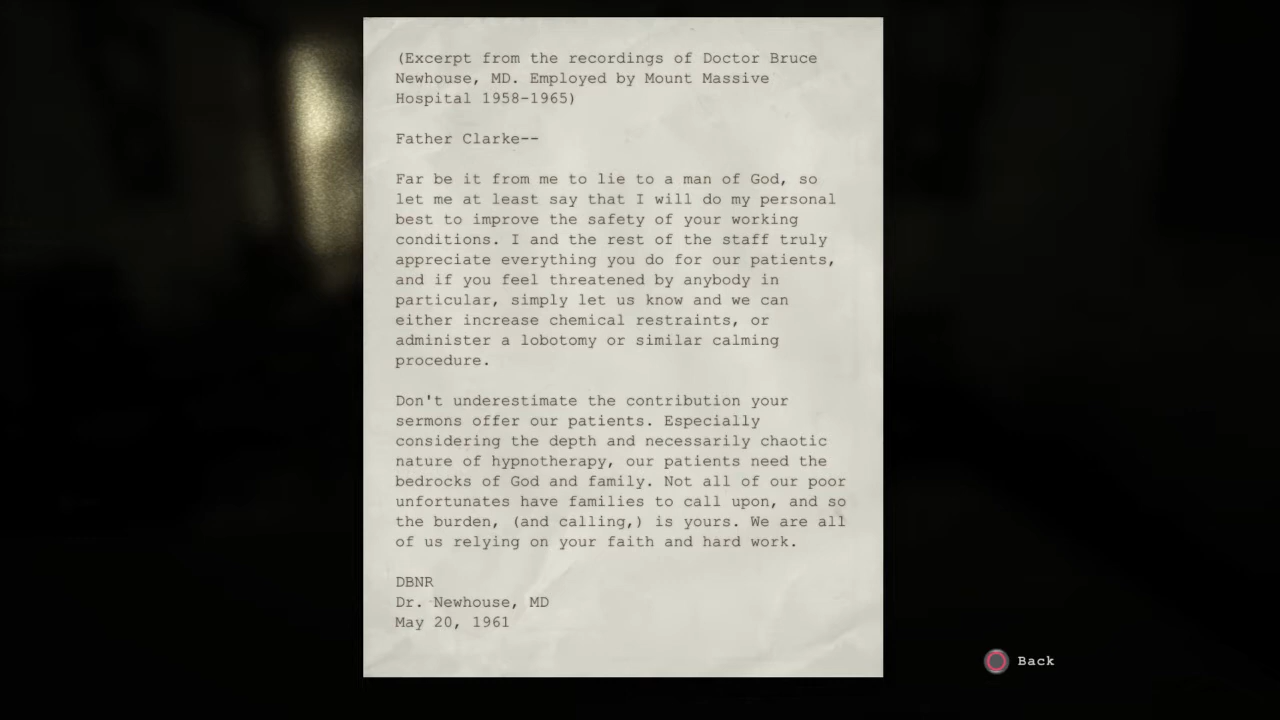 (Excerpt from the recordings of Doctor Bruce
Newhouse, MD. Employed by Mount Massive
Hospital 1958-1965)
Father Clarke--
Far be it from me to lie to a man of God, so
let me at least say that I will do my personal
best to improve the safety of your working
conditions. I and the rest of the staff truly
appreciate everything you do for our patients,
and if you feel threatened by anybody in
particular, simply let us know and we can
either increase chemical restraints, or
administer a lobotomy or similar calming
procedure.
Don't underestimate the contribution your
sermons offer our patients. Especially
considering the depth and necessarily chaotic
nature of hypnotherapy, our patients need the
bedrocks of God and family. Not all of our poor
unfortunates have families to call upon, and so
the burden, (and calling,) is yours. We are all
of us relying on your faith and hard work.
DBNR
Dr. Newhouse, MD
May 20, 1961
Back